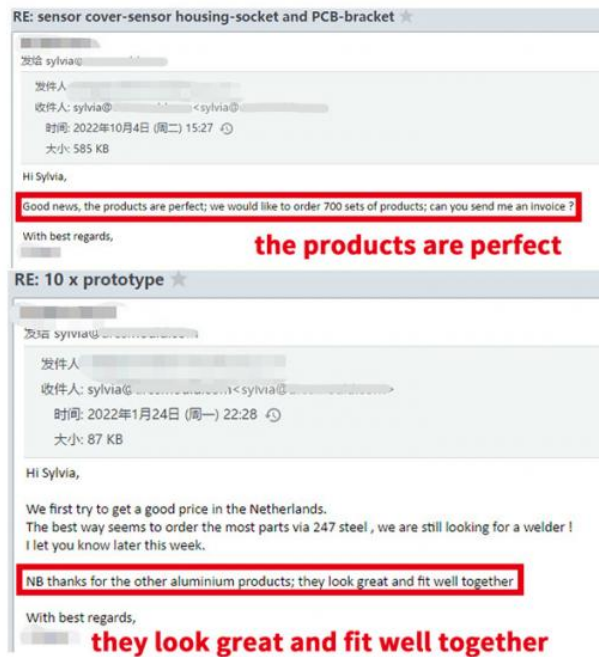 RE: sensor cover-sensor housing-socket and PCB-bracket
发给 sylvia@
发件人
收件人: sylvia@ <sylvia@
时间: 2022年10月4日 (周二) 15:27
大小: 585 KB
Hi Sylvia,
Good news, the products are perfect; we would like to order 700 sets of products; can you send me an invoice ?
With best regards,
the products are perfect
RE: 10 x prototype
发给 sylvia@
发件人
收件人: sylvia@ <sylvia@ >
时间: 2022年1月24日 (周一) 22:28
大小: 87 KB
Hi Sylvia,
We first try to get a good price in the Netherlands.
The best way seems to order the most parts via 247 steel , we are still looking for a welder !
I let you know later this week.
NB thanks for the other aluminium products; they look great and fit well together
With best regards,
they look great and fit well together